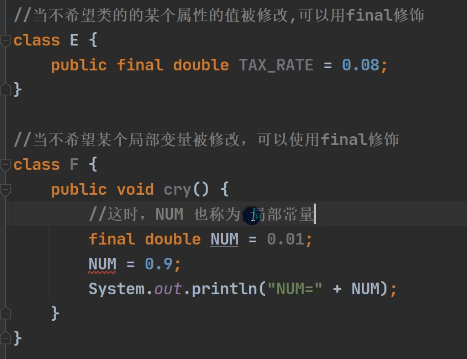 //当不希望类的的某个属性的值被修改,可以用final修饰
class E {
public final double TAX_RATE = 0.08;
}
//当不希望某个局部变量被修改，可以使用final修饰
class F {
public void cry() {
//这时，NUM 也称为 局部常量
final double NUM = 0.01;
NUM = 0.9;
System.out.println("NUM=" + NUM);
}
}